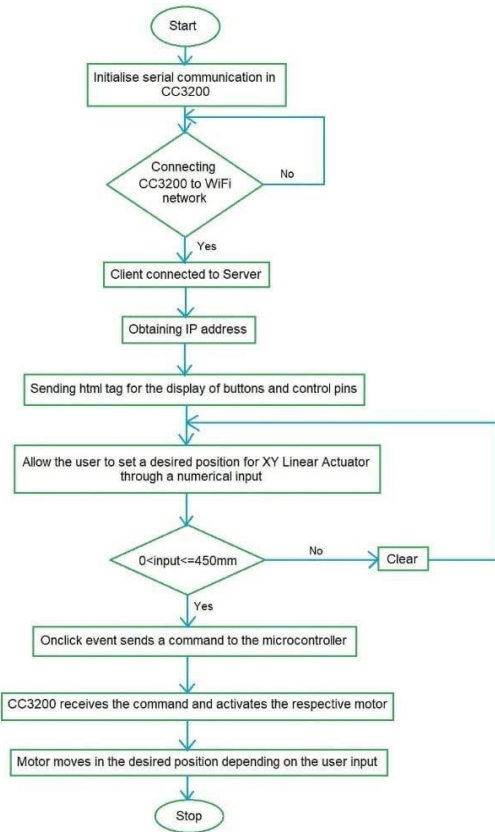 Start
Initialise serial communication in
CC3200
Connecting
CC3200 to WiFi
network
No
Yes
Client connected to Server
Obtaining IP address
Sending html tag for the display of buttons and control pins
Allow the user to set a desired position for XY Linear Actuator
through a numerical input
0<input<=450mm
No
Clear
Yes
Onclick event sends a command to the microcontroller
CC3200 receives the command and activates the respective motor
Motor moves in the desired position depending on the user input
Stop